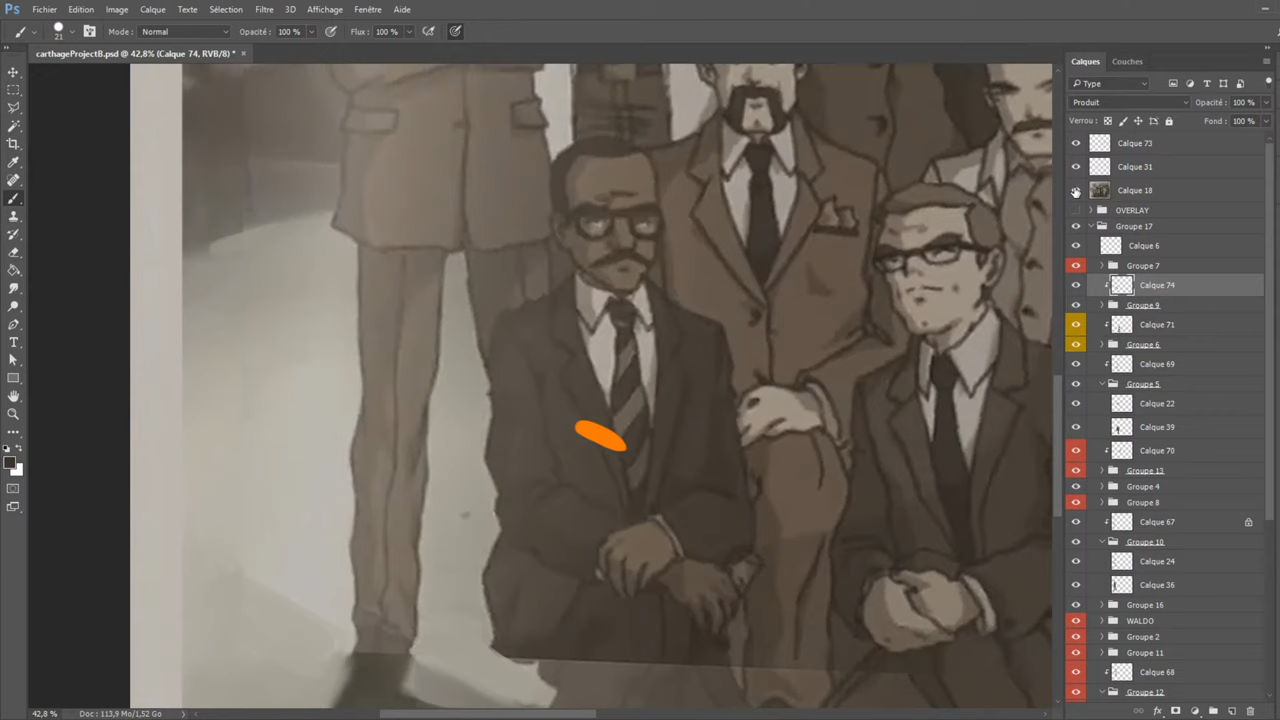 Ps Fichier Edition Image Calque Texte Sélection Filtre 3D Affichage Fenêtre Aide
21 Mode : Normal Opacité : 100 % Flux : 100 %
carthageProjectB.psd @ 42,8% (Calque 74, RVB/8) * ×
Calques Couches
Type
Produit Opacité : 100 %
Verrou : Fond : 100 %
Calque 73
Calque 31
Calque 18
OVERLAY
Groupe 17
Calque 6
Groupe 7
Calque 74
Groupe 9
Calque 71
Groupe 6
Calque 69
Groupe 5
Calque 22
Calque 39
Calque 70
Groupe 13
Groupe 4
Groupe 8
Calque 67
Groupe 10
Calque 24
Calque 36
Groupe 16
WALDO
Groupe 2
Groupe 11
Calque 68
Groupe 12
42,8 % Doc : 113,9 Mo/1,52 Go